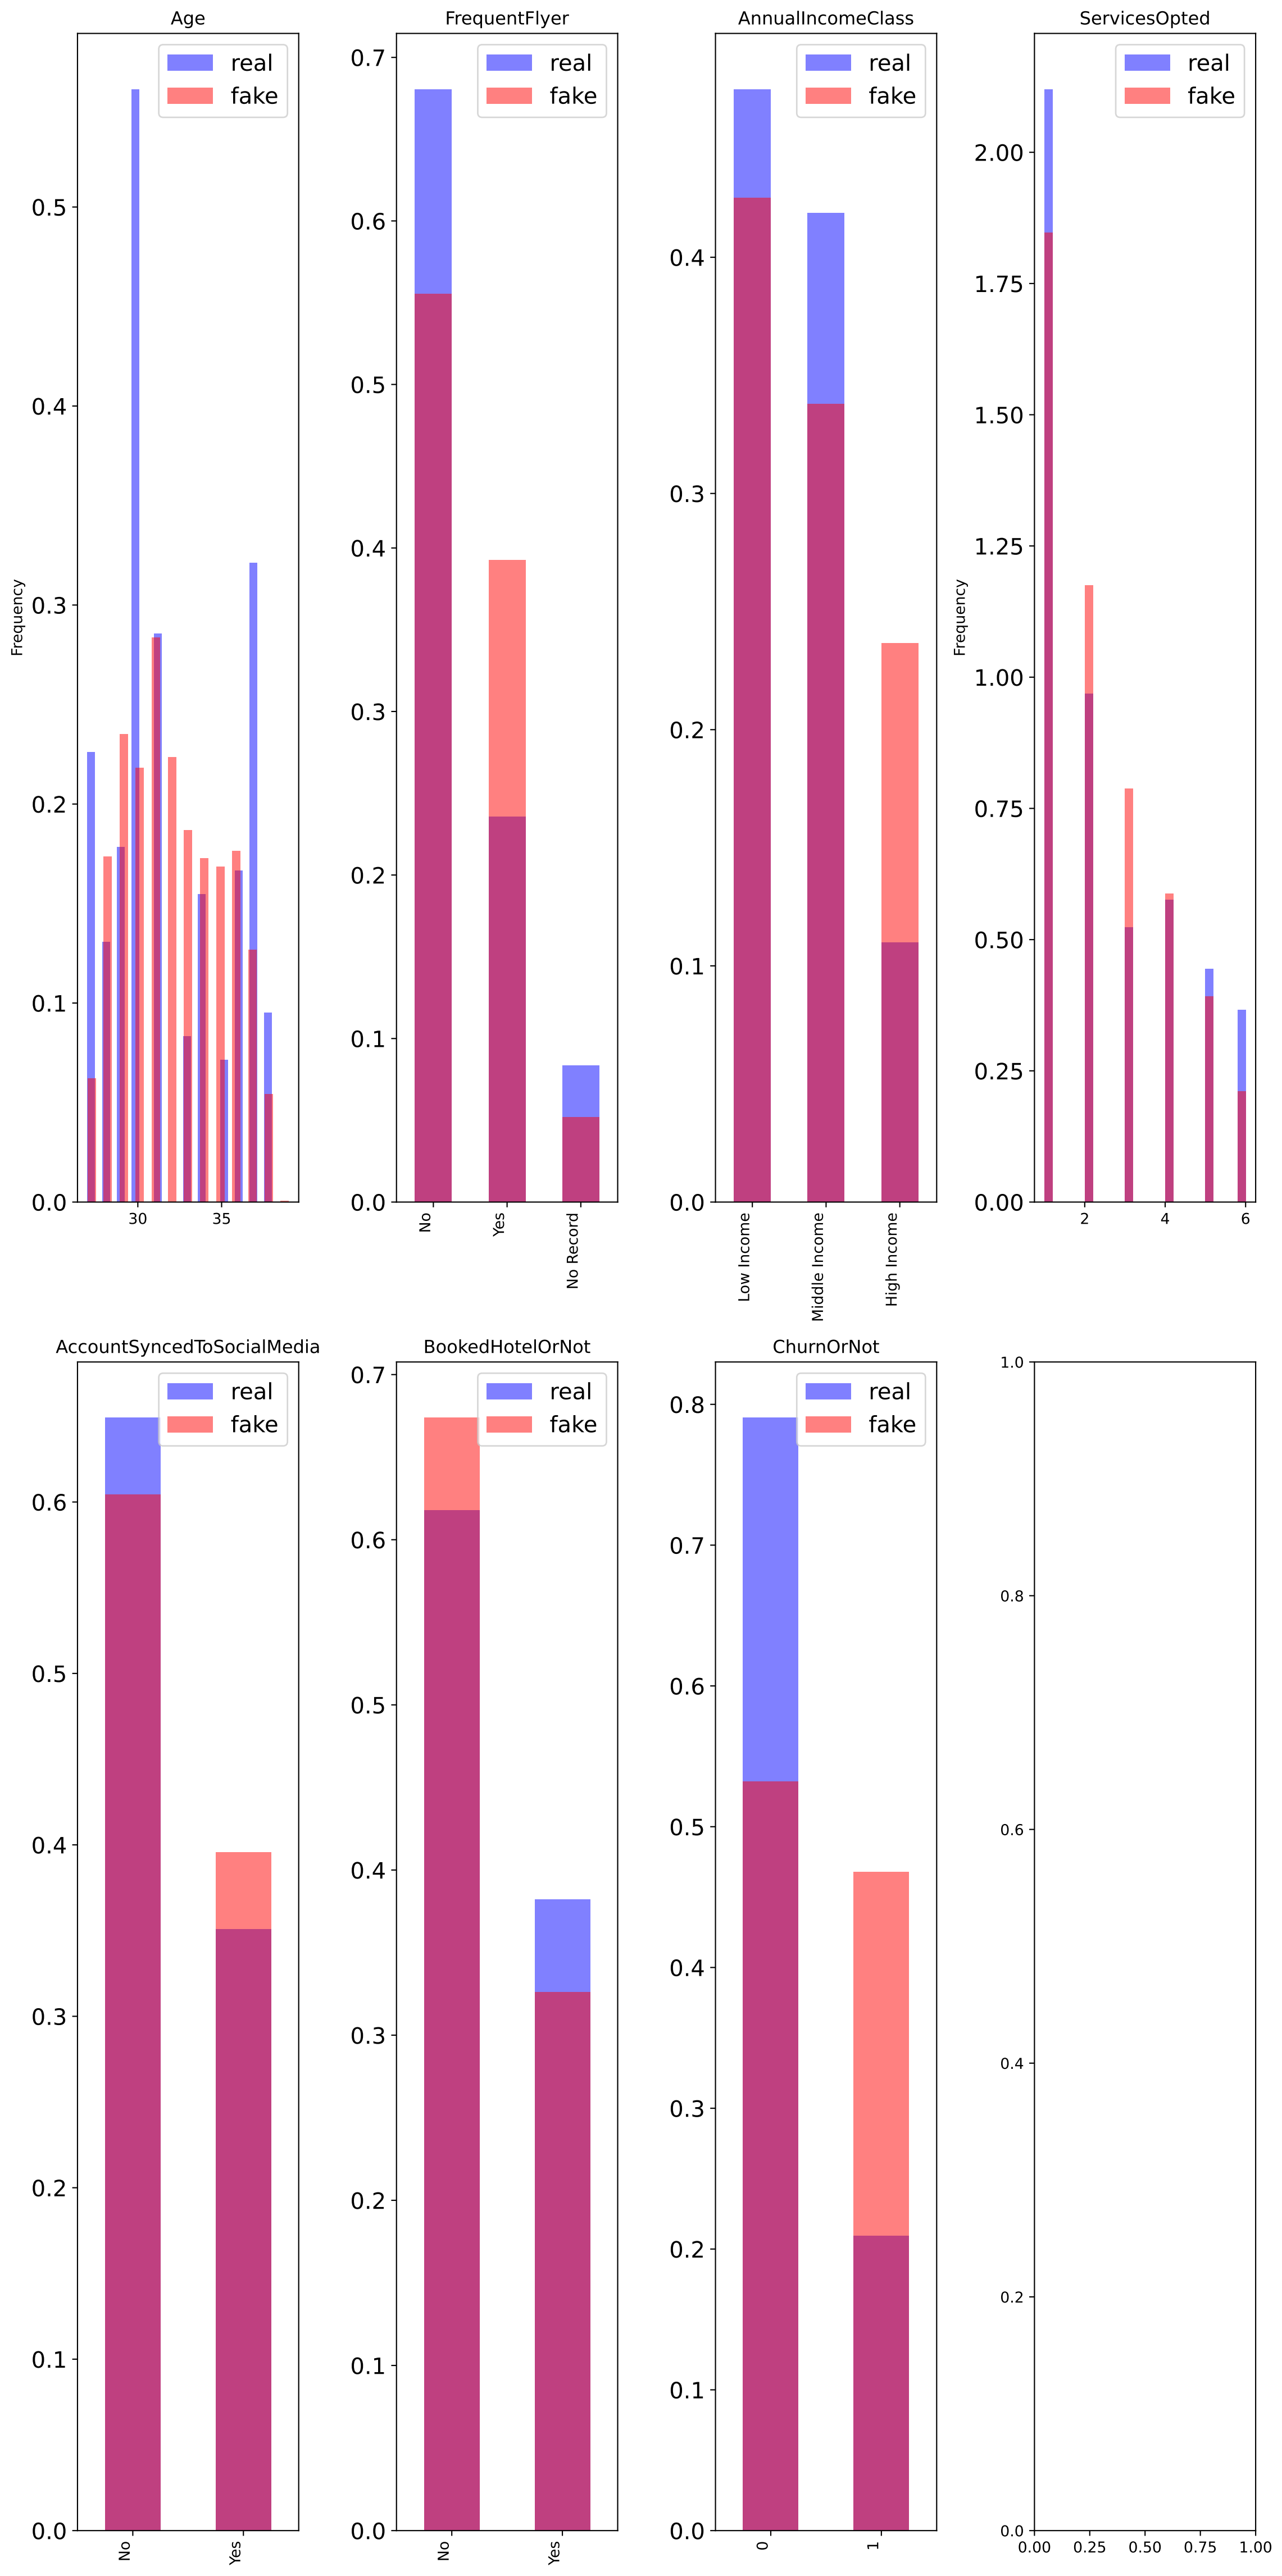 Age
real
fake
Frequency
0.5
0.4
0.3
0.2
0.1
0.0
30 35
FrequentFlyer
real
fake
0.7
0.6
0.5
0.4
0.3
0.2
0.1
0.0
No
Yes
No Record
AnnualIncomeClass
real
fake
0.4
0.3
0.2
0.1
0.0
Low Income
Middle Income
High Income
ServicesOpted
real
fake
Frequency
2.00
1.75
1.50
1.25
1.00
0.75
0.50
0.25
0.00
2 4 6
AccountSyncedToSocialMedia
real
fake
0.6
0.5
0.4
0.3
0.2
0.1
0.0
No
Yes
BookedHotelOrNot
real
fake
0.7
0.6
0.5
0.4
0.3
0.2
0.1
0.0
No
Yes
ChurnOrNot
real
fake
0.8
0.7
0.6
0.5
0.4
0.3
0.2
0.1
0.0
0
1
1.0
0.8
0.6
0.4
0.2
0.0
0.00 0.25 0.50 0.75 1.00